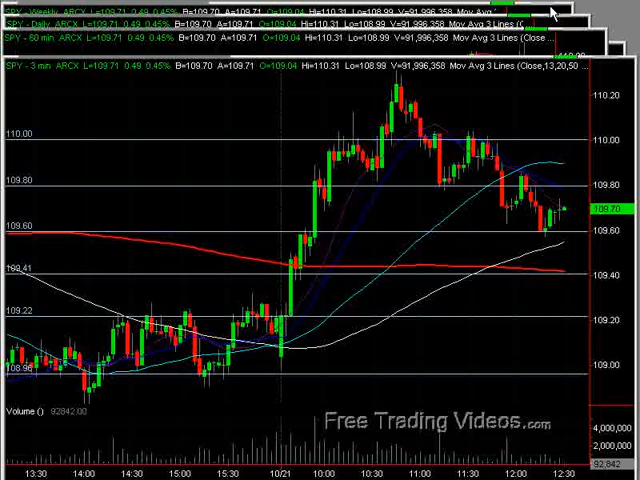 SPY - Weekly ARCX L=109.71 0.49 0.45% B=109.70 A=109.71 O=109.04 Hi=110.31 Lo=108.99 V=91,996,358 Mov Avg
SPY - Daily ARCX L=109.71 0.49 0.45% B=109.70 A=109.71 O=109.04 Hi=110.31 Lo=108.99 V=91,996,358 Mov Avg 3 Lines (C
SPY - 60 min ARCX L=109.71 0.49 0.45% B=109.70 A=109.71 O=109.04 Hi=110.31 Lo=108.99 V=91,996,358 Mov Avg 3 Lines (Close ...
SPY - 3 min ARCX L=109.71 0.49 0.45% B=109.70 A=109.71 O=109.04 Hi=110.31 Lo=108.99 V=91,996,358 Mov Avg 3 Lines (Close,13,20,50 ...
110.20
110.00 110.00
109.80 109.80
109.70
109.60 109.60
109.41 109.40
109.22 109.20
108.96 109.00
Volume () 92842.00
Free Trading Videos.com
4,000,000
2,000,000
92,842
13:30 14:00 14:30 15:00 15:30 10/21 10:00 10:30 11:00 11:30 12:00 12:30